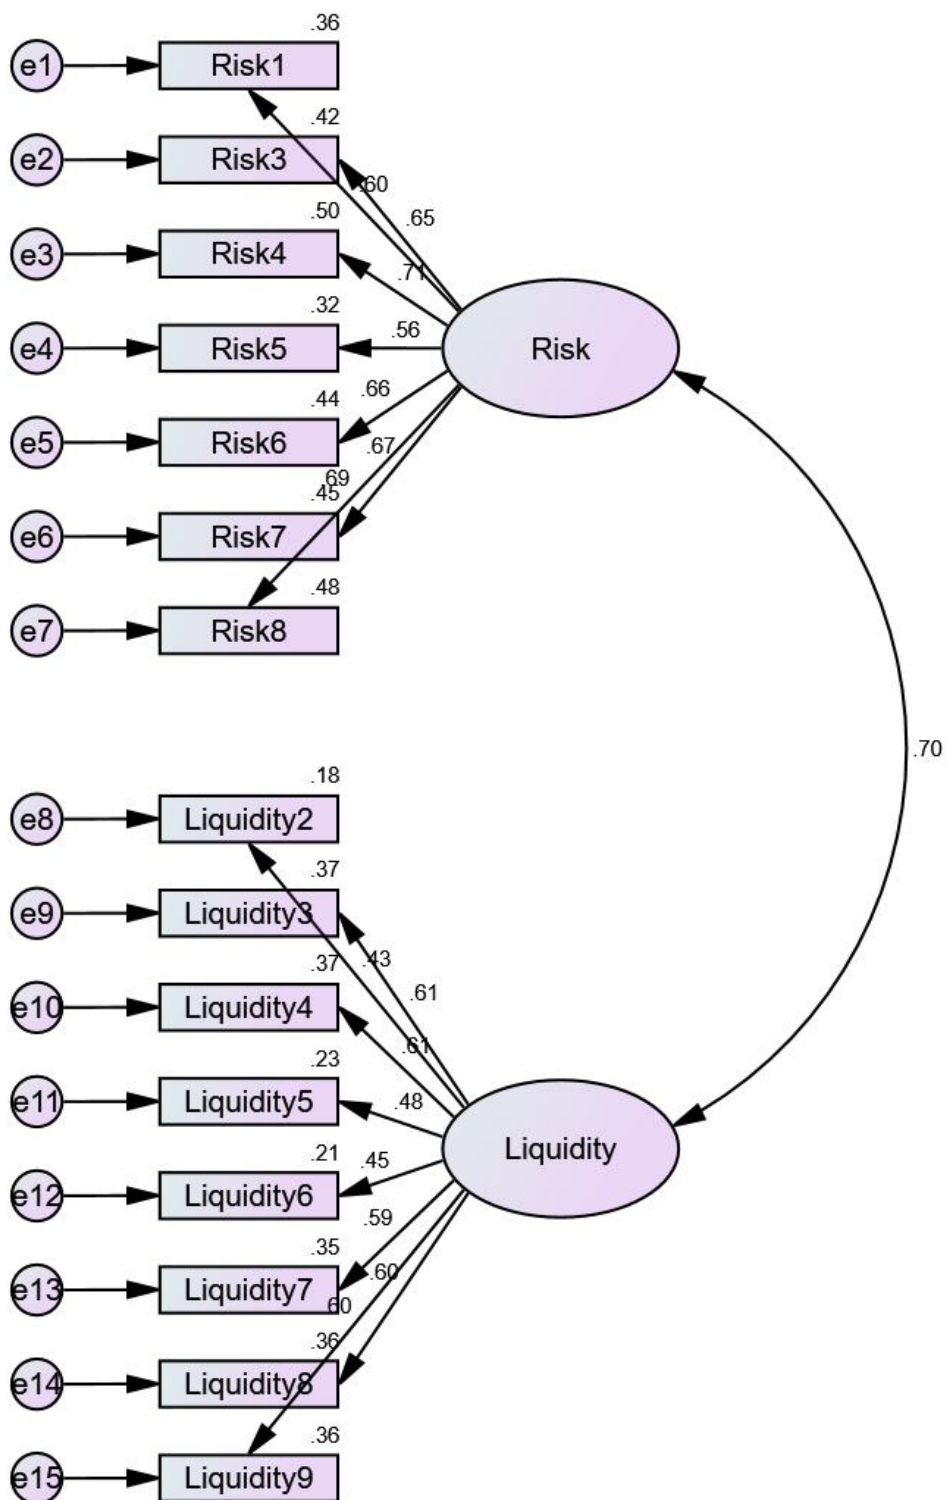 .36
e1 Risk1
.42
e2 Risk3
.60
.65
.50
e3 Risk4
.71
.32
e4 Risk5
.56
Risk
.66
.44
e5 Risk6
.67
.69
.45
e6 Risk7
.48
e7 Risk8
.70
.18
e8 Liquidity2
.37
e9 Liquidity3
.43
.37
.61
e10 Liquidity4
.61
.23
e11 Liquidity5
.48
Liquidity
.21
.45
e12 Liquidity6
.59
.35
e13 Liquidity7
.60
.60
.36
e14 Liquidity8
.36
e15 Liquidity9